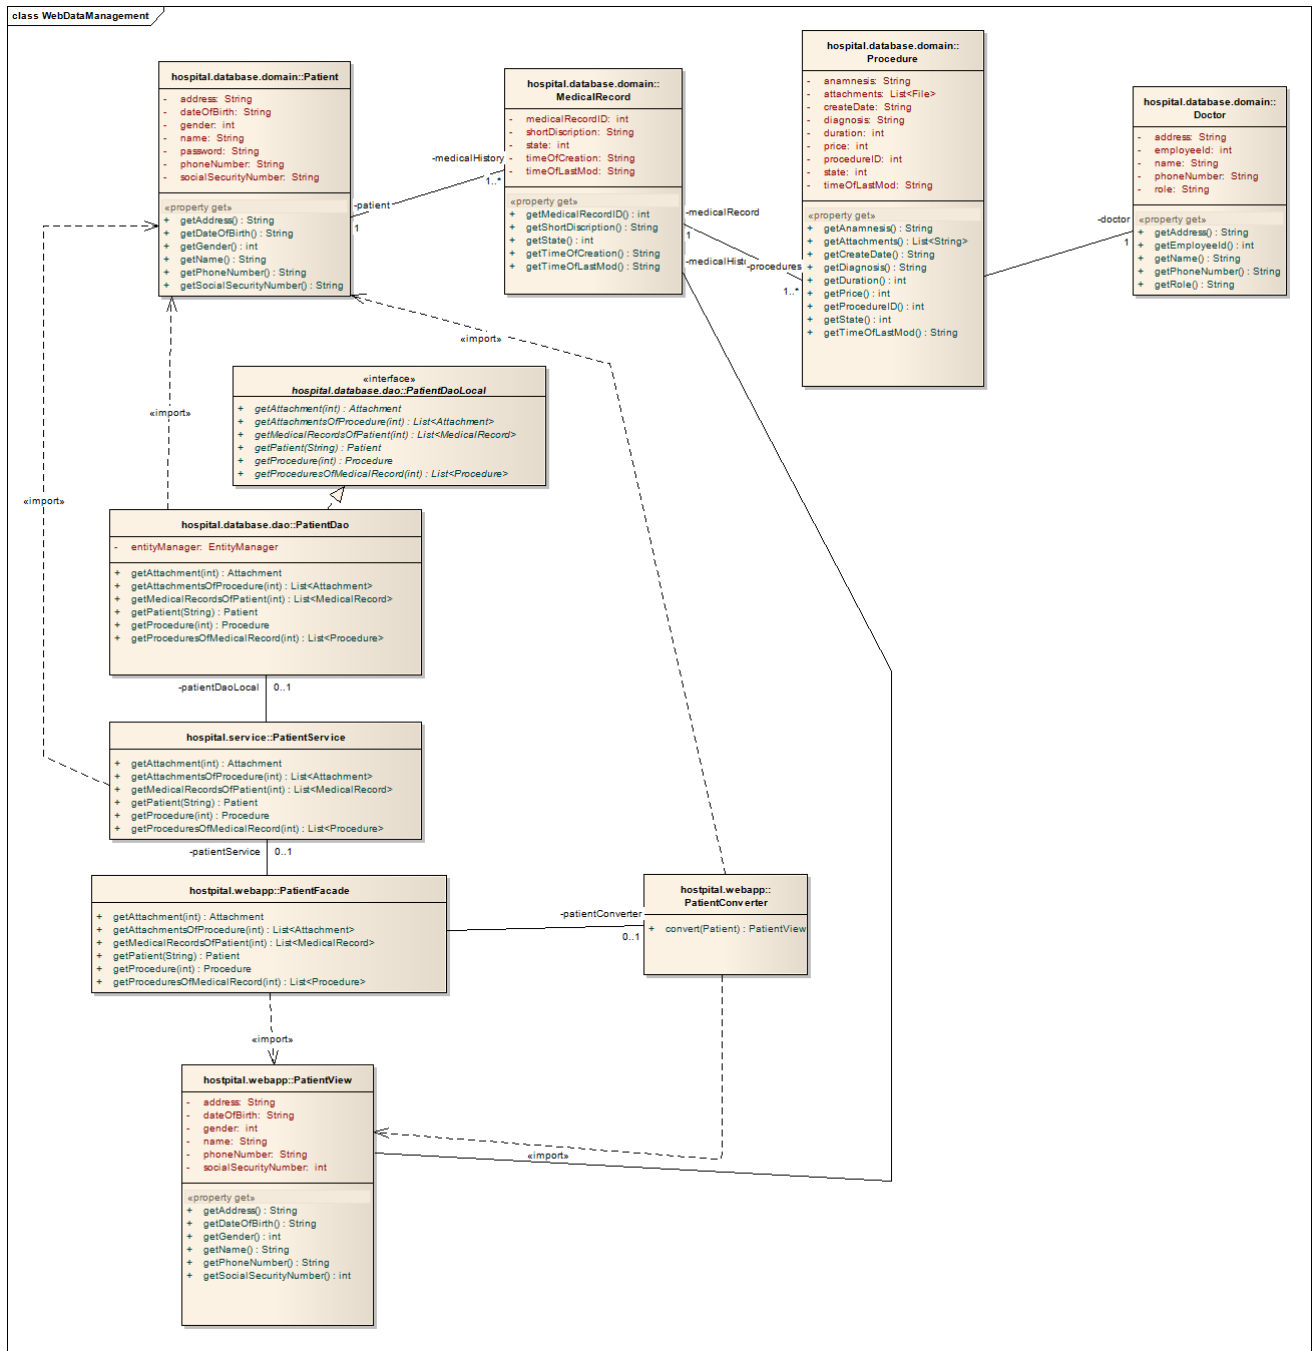 class WebDataManagement
hospital.database.domain::Patient
- address: String
- dateOfBirth: String
- gender: int
- name: String
- password: String
- phoneNumber: String
- socialSecurityNumber: String
«property get»
+ getAddress() : String
+ getDateOfBirth() : String
+ getGender() : int
+ getName() : String
+ getPhoneNumber() : String
+ getSocialSecurityNumber() : String
-patient
1
-medicalHistory
1..*
hospital.database.domain::
MedicalRecord
- medicalRecordID: int
- shortDiscription: String
- state: int
- timeOfCreation: String
- timeOfLastMod: String
«property get»
+ getMedicalRecordID() : int
+ getShortDiscription() : String
+ getState() : int
+ getTimeOfCreation() : String
+ getTimeOfLastMod() : String
-medicalRecord
1
-medicalHist
-procedures
1..*
hospital.database.domain::
Procedure
- anamnesis: String
- attachments: List<File>
- createDate: String
- diagnosis: String
- duration: int
- price: int
- procedureID: int
- state: int
- timeOfLastMod: String
«property get»
+ getAnamnesis() : String
+ getAttachments() : List<String>
+ getCreateDate() : String
+ getDiagnosis() : String
+ getDuration() : int
+ getPrice() : int
+ getProcedureID() : int
+ getState() : int
+ getTimeOfLastMod() : String
-doctor
1
hospital.database.domain::
Doctor
- address: String
- employeeId: int
- name: String
- phoneNumber: String
- role: String
«property get»
+ getAddress() : String
+ getEmployeeId() : int
+ getName() : String
+ getPhoneNumber() : String
+ getRole() : String
«import»
«import»
«import»
«interface»
hospital.database.dao::PatientDaoLocal
+ getAttachment(int) : Attachment
+ getAttachmentsOfProcedure(int) : List<Attachment>
+ getMedicalRecordsOfPatient(int) : List<MedicalRecord>
+ getPatient(String) : Patient
+ getProcedure(int) : Procedure
+ getProceduresOfMedicalRecord(int) : List<Procedure>
hospital.database.dao::PatientDao
- entityManager: EntityManager
+ getAttachment(int) : Attachment
+ getAttachmentsOfProcedure(int) : List<Attachment>
+ getMedicalRecordsOfPatient(int) : List<MedicalRecord>
+ getPatient(String) : Patient
+ getProcedure(int) : Procedure
+ getProceduresOfMedicalRecord(int) : List<Procedure>
-patientDaoLocal 0..1
hospital.service::PatientService
+ getAttachment(int) : Attachment
+ getAttachmentsOfProcedure(int) : List<Attachment>
+ getMedicalRecordsOfPatient(int) : List<MedicalRecord>
+ getPatient(String) : Patient
+ getProcedure(int) : Procedure
+ getProceduresOfMedicalRecord(int) : List<Procedure>
-patientService 0..1
hostpital.webapp::PatientFacade
+ getAttachment(int) : Attachment
+ getAttachmentsOfProcedure(int) : List<Attachment>
+ getMedicalRecordsOfPatient(int) : List<MedicalRecord>
+ getPatient(String) : Patient
+ getProcedure(int) : Procedure
+ getProceduresOfMedicalRecord(int) : List<Procedure>
-patientConverter
0..1
hostpital.webapp::
PatientConverter
+ convert(Patient) : PatientView
«import»
«import»
hostpital.webapp::PatientView
- address: String
- dateOfBirth: String
- gender: int
- name: String
- phoneNumber: String
- socialSecurityNumber: int
«property get»
+ getAddress() : String
+ getDateOfBirth() : String
+ getGender() : int
+ getName() : String
+ getPhoneNumber() : String
+ getSocialSecurityNumber() : int